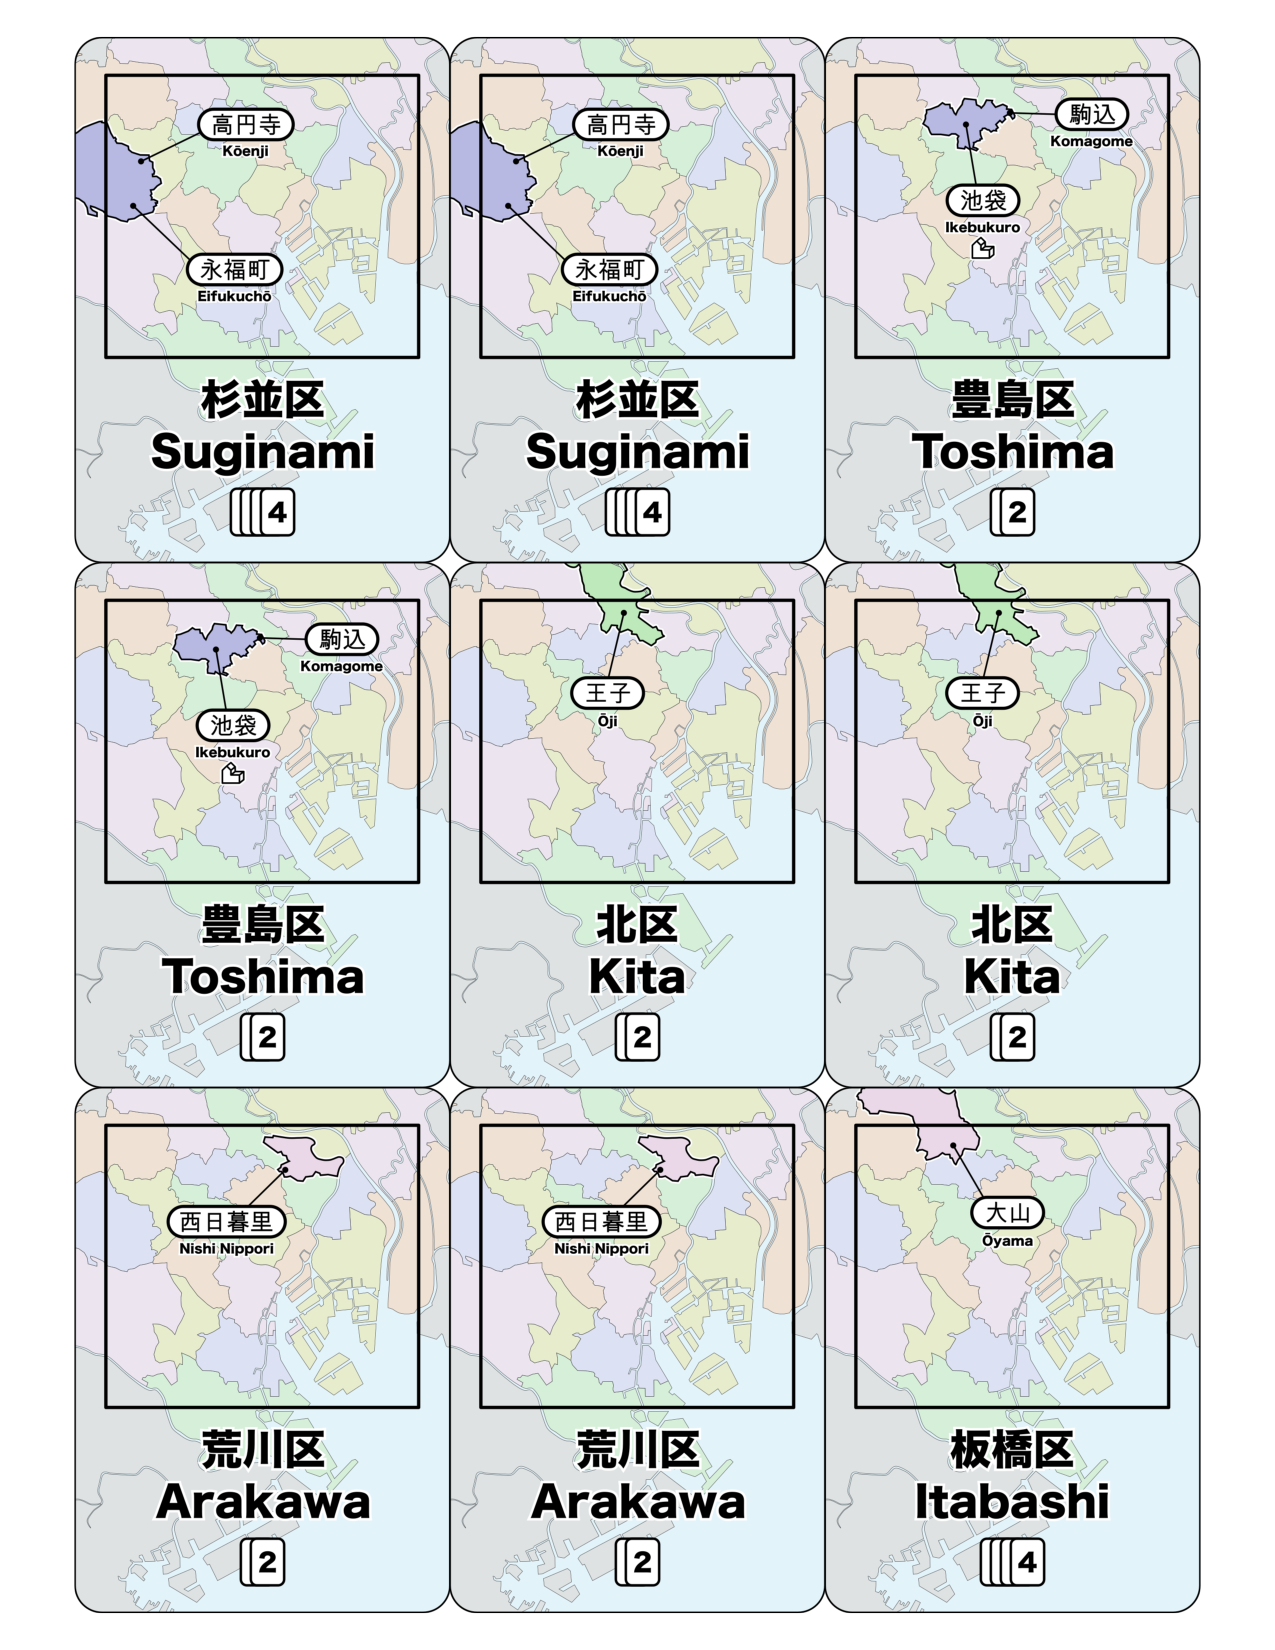 高円寺
Kōenji
永福町
Eifukuchō
杉並区
Suginami
4
高円寺
Kōenji
永福町
Eifukuchō
杉並区
Suginami
4
駒込
Komagome
池袋
Ikebukuro
豊島区
Toshima
2
駒込
Komagome
池袋
Ikebukuro
豊島区
Toshima
2
王子
Ōji
北区
Kita
2
王子
Ōji
北区
Kita
2
西日暮里
Nishi Nippori
荒川区
Arakawa
2
西日暮里
Nishi Nippori
荒川区
Arakawa
2
大山
Ōyama
板橋区
Itabashi
4